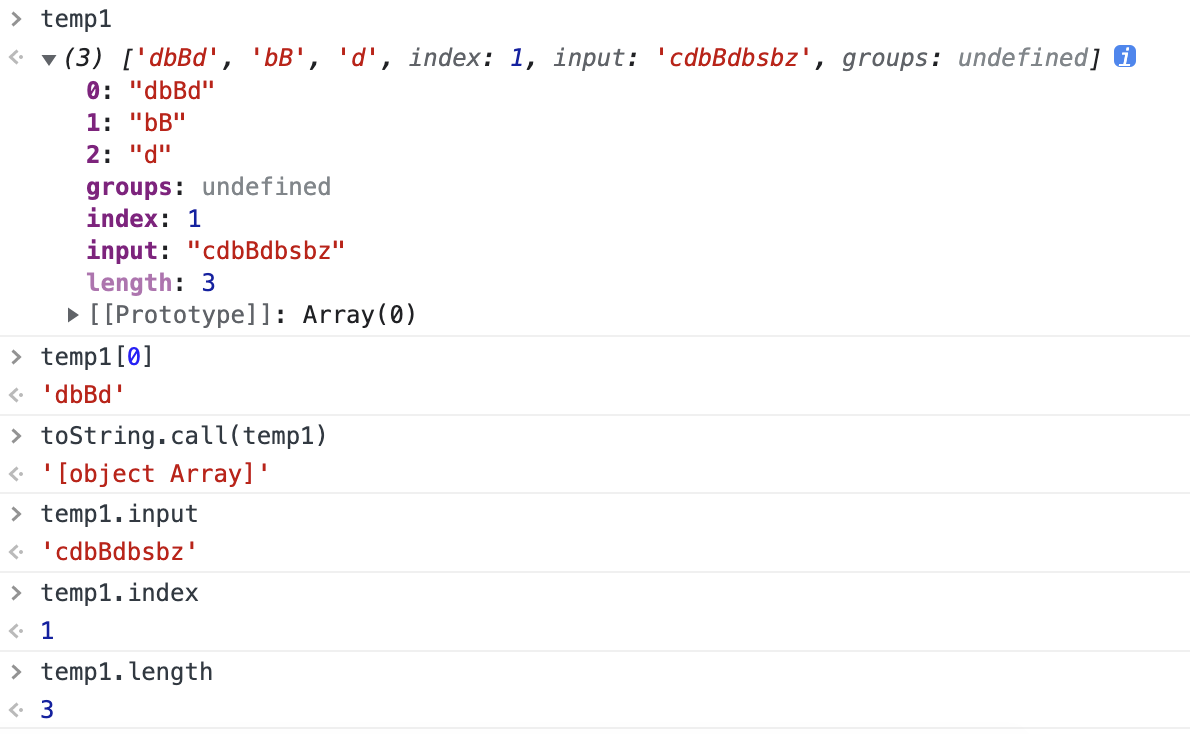 temp1
(3) ['dbBd', 'bB', 'd', index: 1, input: 'cdbBdbsbz', groups: undefined] i
0: "dbBd"
1: "bB"
2: "d"
groups: undefined
index: 1
input: "cdbBdbsbz"
length: 3
[[Prototype]]: Array(0)
temp1[0]
'dbBd'
toString.call(temp1)
'[object Array]'
temp1.input
'cdbBdbsbz'
temp1.index
1
temp1.length
3